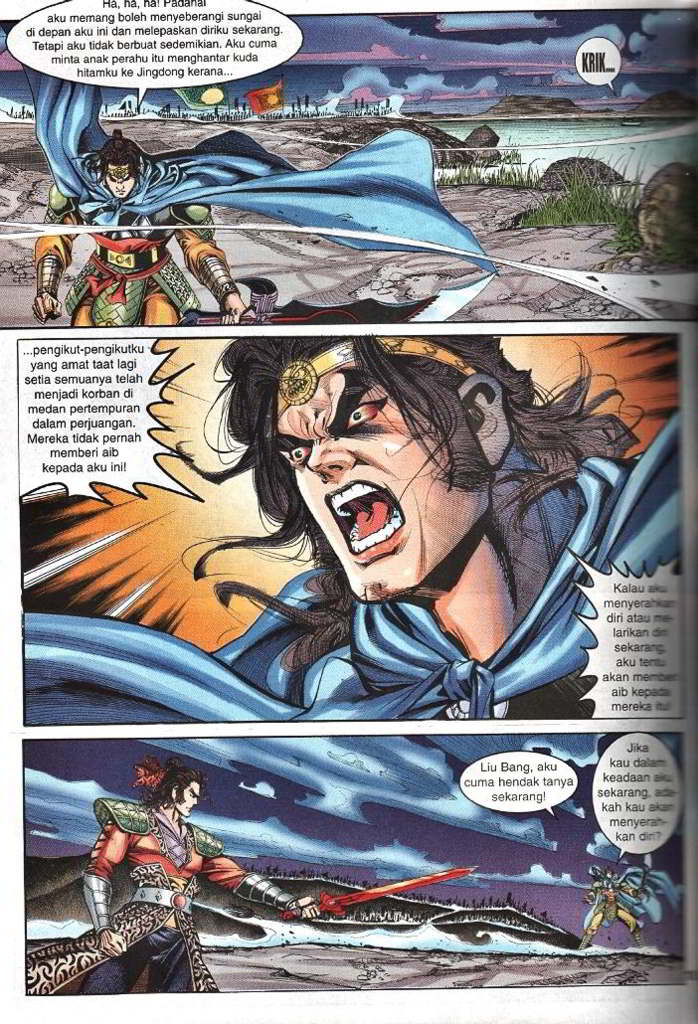 Ha, ha, ha! Padahal
aku memang boleh menyeberangi sungai
di depan aku ini dan melepaskan diriku sekarang.
Tetapi aku tidak berbuat sedemikian. Aku cuma
minta anak perahu itu menghantar kuda
hitamku ke Jingdong kerana...
KRIK...
...pengikut-pengikutku
yang amat taat lagi
setia semuanya telah
menjadi korban di
medan pertempuran
dalam perjuangan.
Mereka tidak pernah
memberi aib
kepada aku ini!
Kalau aku
menyerahkan
diri atau me-
larikan diri
sekarang,
aku tentu
akan memberi
aib kepada
mereka itu!
Liu Bang, aku
cuma hendak tanya
sekarang!
Jika
kau dalam
keadaan aku
sekarang, ada-
kah kau akan
menyerah-
kan diri?